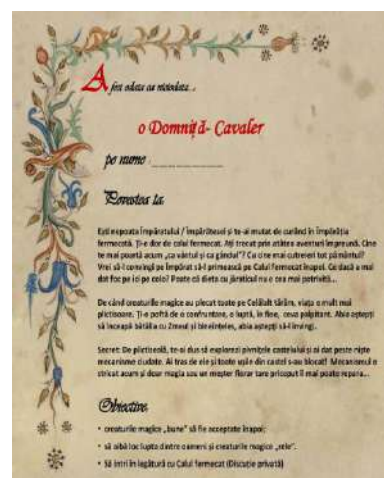 A fost odata ca niciodata...
o Domniță- Cavaler
pe nume ____________
Povestea ta:
Ești nepoata Împăratului / Împărătesei și te-ai mutat de curând în Împărăția
fermecată. Ți-e dor de calul fermecat. Ați trecut prin atâtea aventuri împreună. Cine
te mai poartă acum „ca vântul și ca gândul"? Cu cine mai cutreieri tot pământul?
Vrei să-l convingi pe Împărat să-l primească pe Calul Fermecat înapoi. Ce dacă a mai
dat foc pe ici pe colo? Poate că dieta cu jăratical nu e cea mai potrivită...
De când creaturile magice au plecat toate pe Celălalt tărâm, viața e mult mai
plictisoare. Ți-e poftă de o confruntare, o luptă, în fine, ceva palpitant. Abia aștepți
să înceapă bătălia cu Zmeul și bineînțeles, abia aștepți să-l învingi.
Secret: De plictiseală, te-ai dus să explorezi pivnițele castelului și ai dat peste niște
mecanisme ciudate. Ai tras de ele și toate ușile din castel s-au blocat! Mecanismul e
stricat acum și doar magia sau un meșter fierar tare priceput îl mai poate repara...
Obiective:
• creaturile magice „bune" să fie acceptate înapoi;
• să aibă loc lupta dintre oameni și creaturile magice „rele".
• Să intri în legătură cu Calul fermecat (Discuție privată)